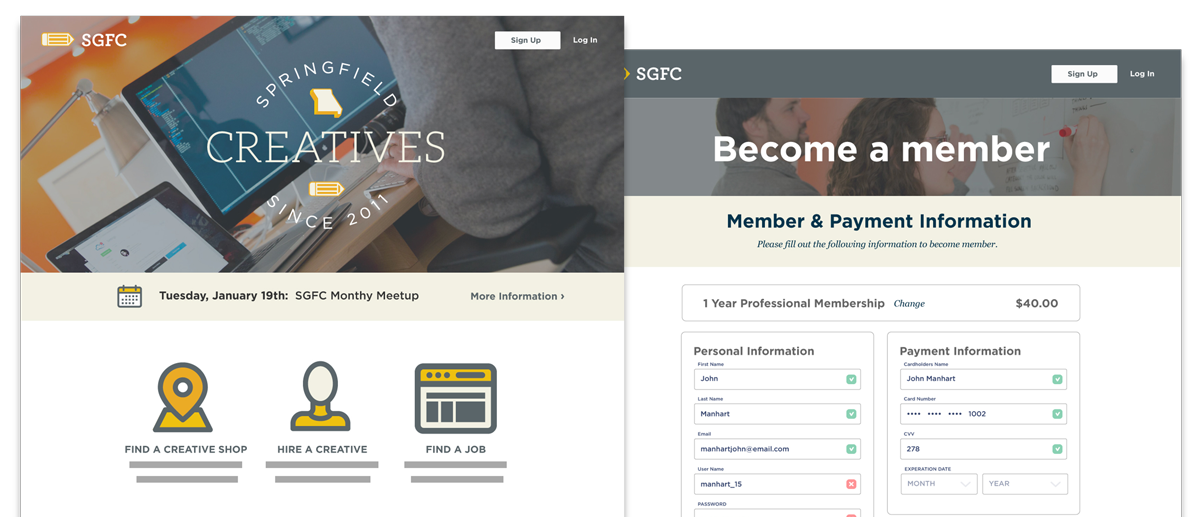 SGFC
Sign Up
Log In
SPRINGFIELD
CREATIVES
SINCE 2011
Tuesday, January 19th: SGFC Monthy Meetup
More Information ›
FIND A CREATIVE SHOP
HIRE A CREATIVE
FIND A JOB
SGFC
Sign Up
Log In
Become a member
Member & Payment Information
Please fill out the following information to become member.
1 Year Professional Membership Change $40.00
Personal Information
First Name
John
Last Name
Manhart
Email
manhartjohn@email.com
User Name
manhart_15
PASSWORD
Payment Information
Cardholders Name
John Manhart
Card Number
•••• •••• •••• 1002
CVV
278
EXPERATION DATE
MONTH
YEAR